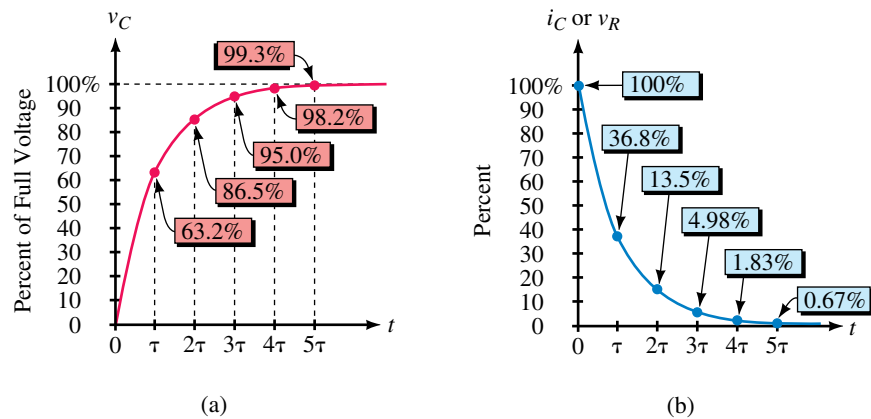 v_C
99.3%
100%
90
80
70
60
50
40
30
20
10
0
Percent of Full Voltage
98.2%
95.0%
86.5%
63.2%
0
τ
2τ
3τ
4τ
5τ
t
(a)
i_C or v_R
100%
90
80
70
60
50
40
30
20
10
0
Percent
100%
36.8%
13.5%
4.98%
1.83%
0.67%
0
τ
2τ
3τ
4τ
5τ
t
(b)